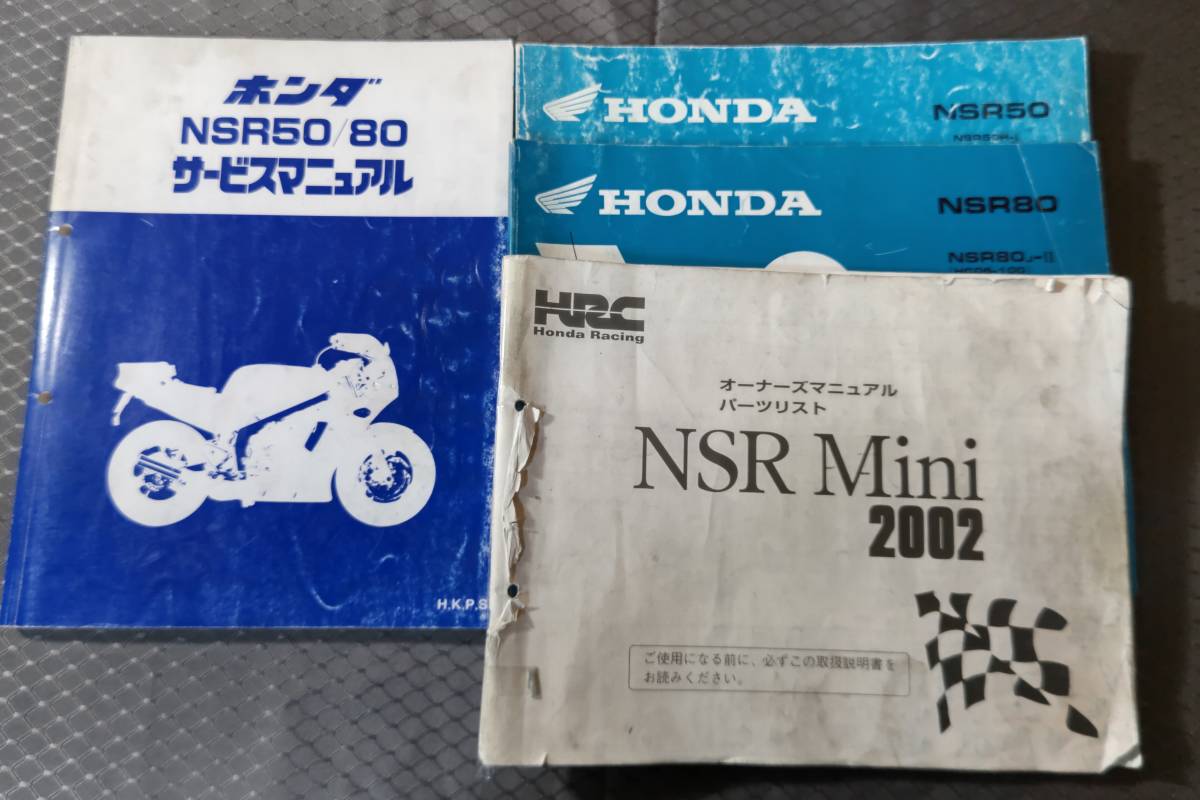 ホンダ
NSR50/80
サービスマニュアル
H,K,P,S
HONDA
NSR50
HONDA
NSR80
NSR80J-II
HRC
Honda Racing
オーナーズマニュアル
パーツリスト
NSR Mini
2002
ご使用になる前に、必ずこの取扱説明書を
お読みください。